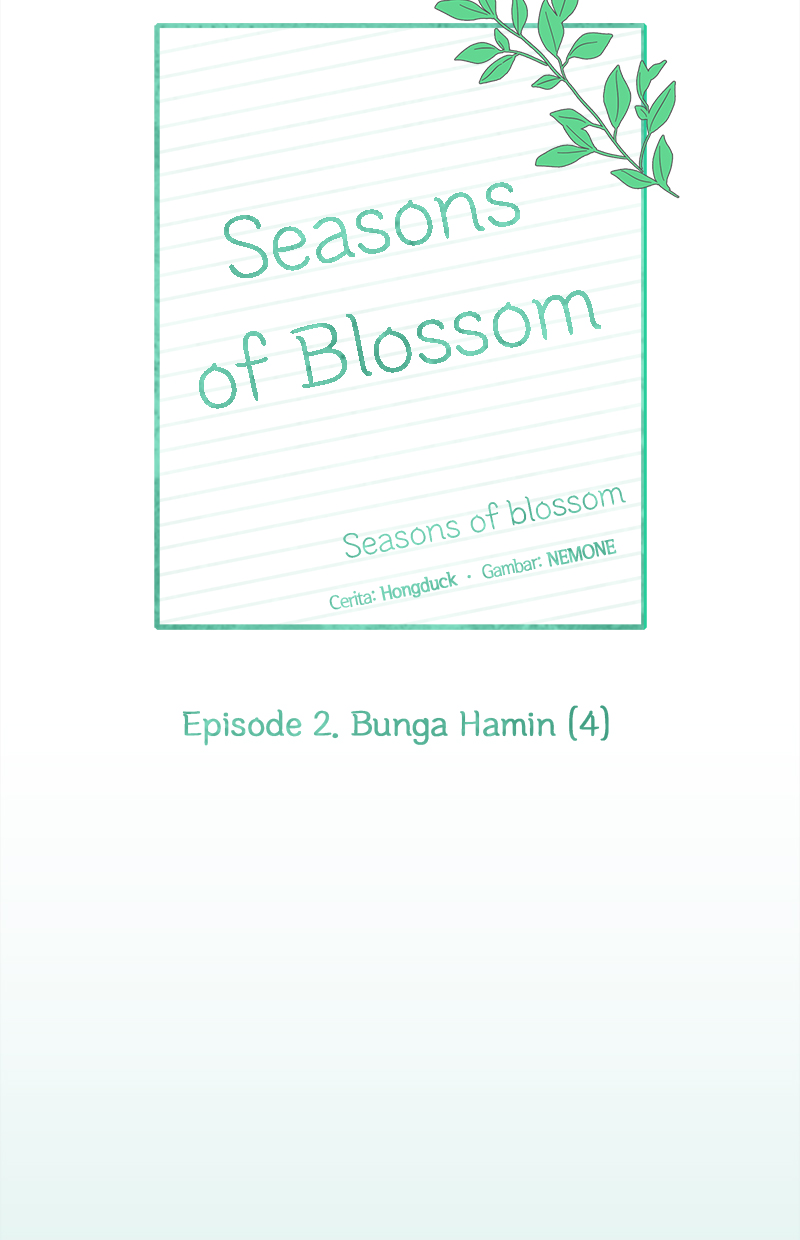 Seasons
of Blossom
Seasons of blossom
Cerita: Hongduck · Gambar: NEMONE
Episode 2. Bunga Hamin (4)